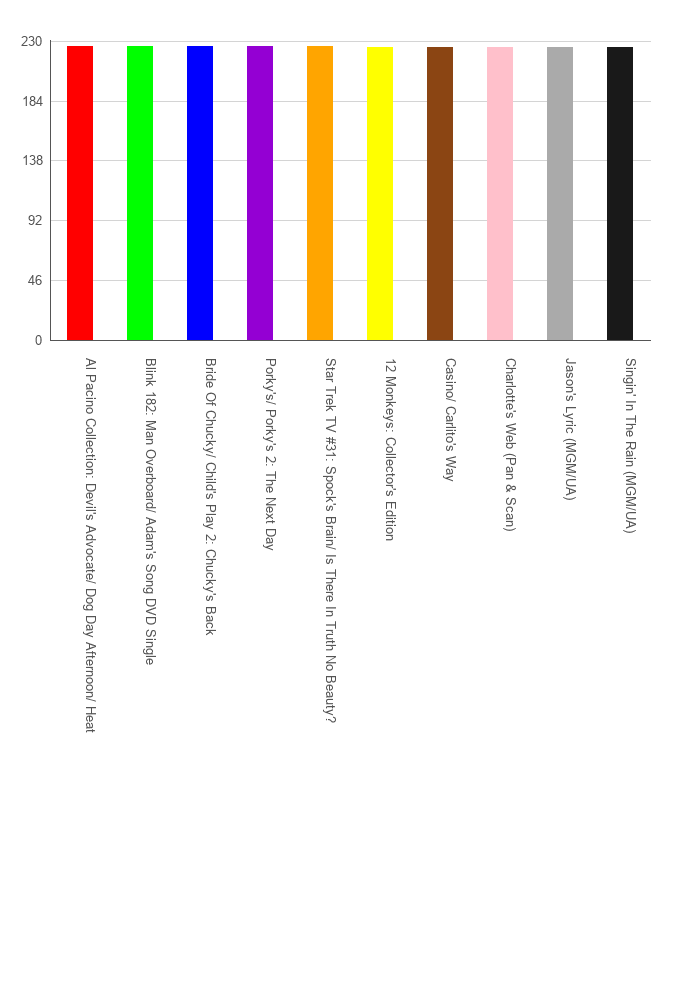 230
184
138
92
46
0
Al Pacino Collection: Devil's Advocate/ Dog Day Afternoon/ Heat
Blink 182: Man Overboard/ Adam's Song DVD Single
Bride Of Chucky/ Child's Play 2: Chucky's Back
Porky's/ Porky's 2: The Next Day
Star Trek TV #31: Spock's Brain/ Is There In Truth No Beauty?
12 Monkeys: Collector's Edition
Casino/ Carlito's Way
Charlotte's Web (Pan & Scan)
Jason's Lyric (MGM/UA)
Singin' In The Rain (MGM/UA)